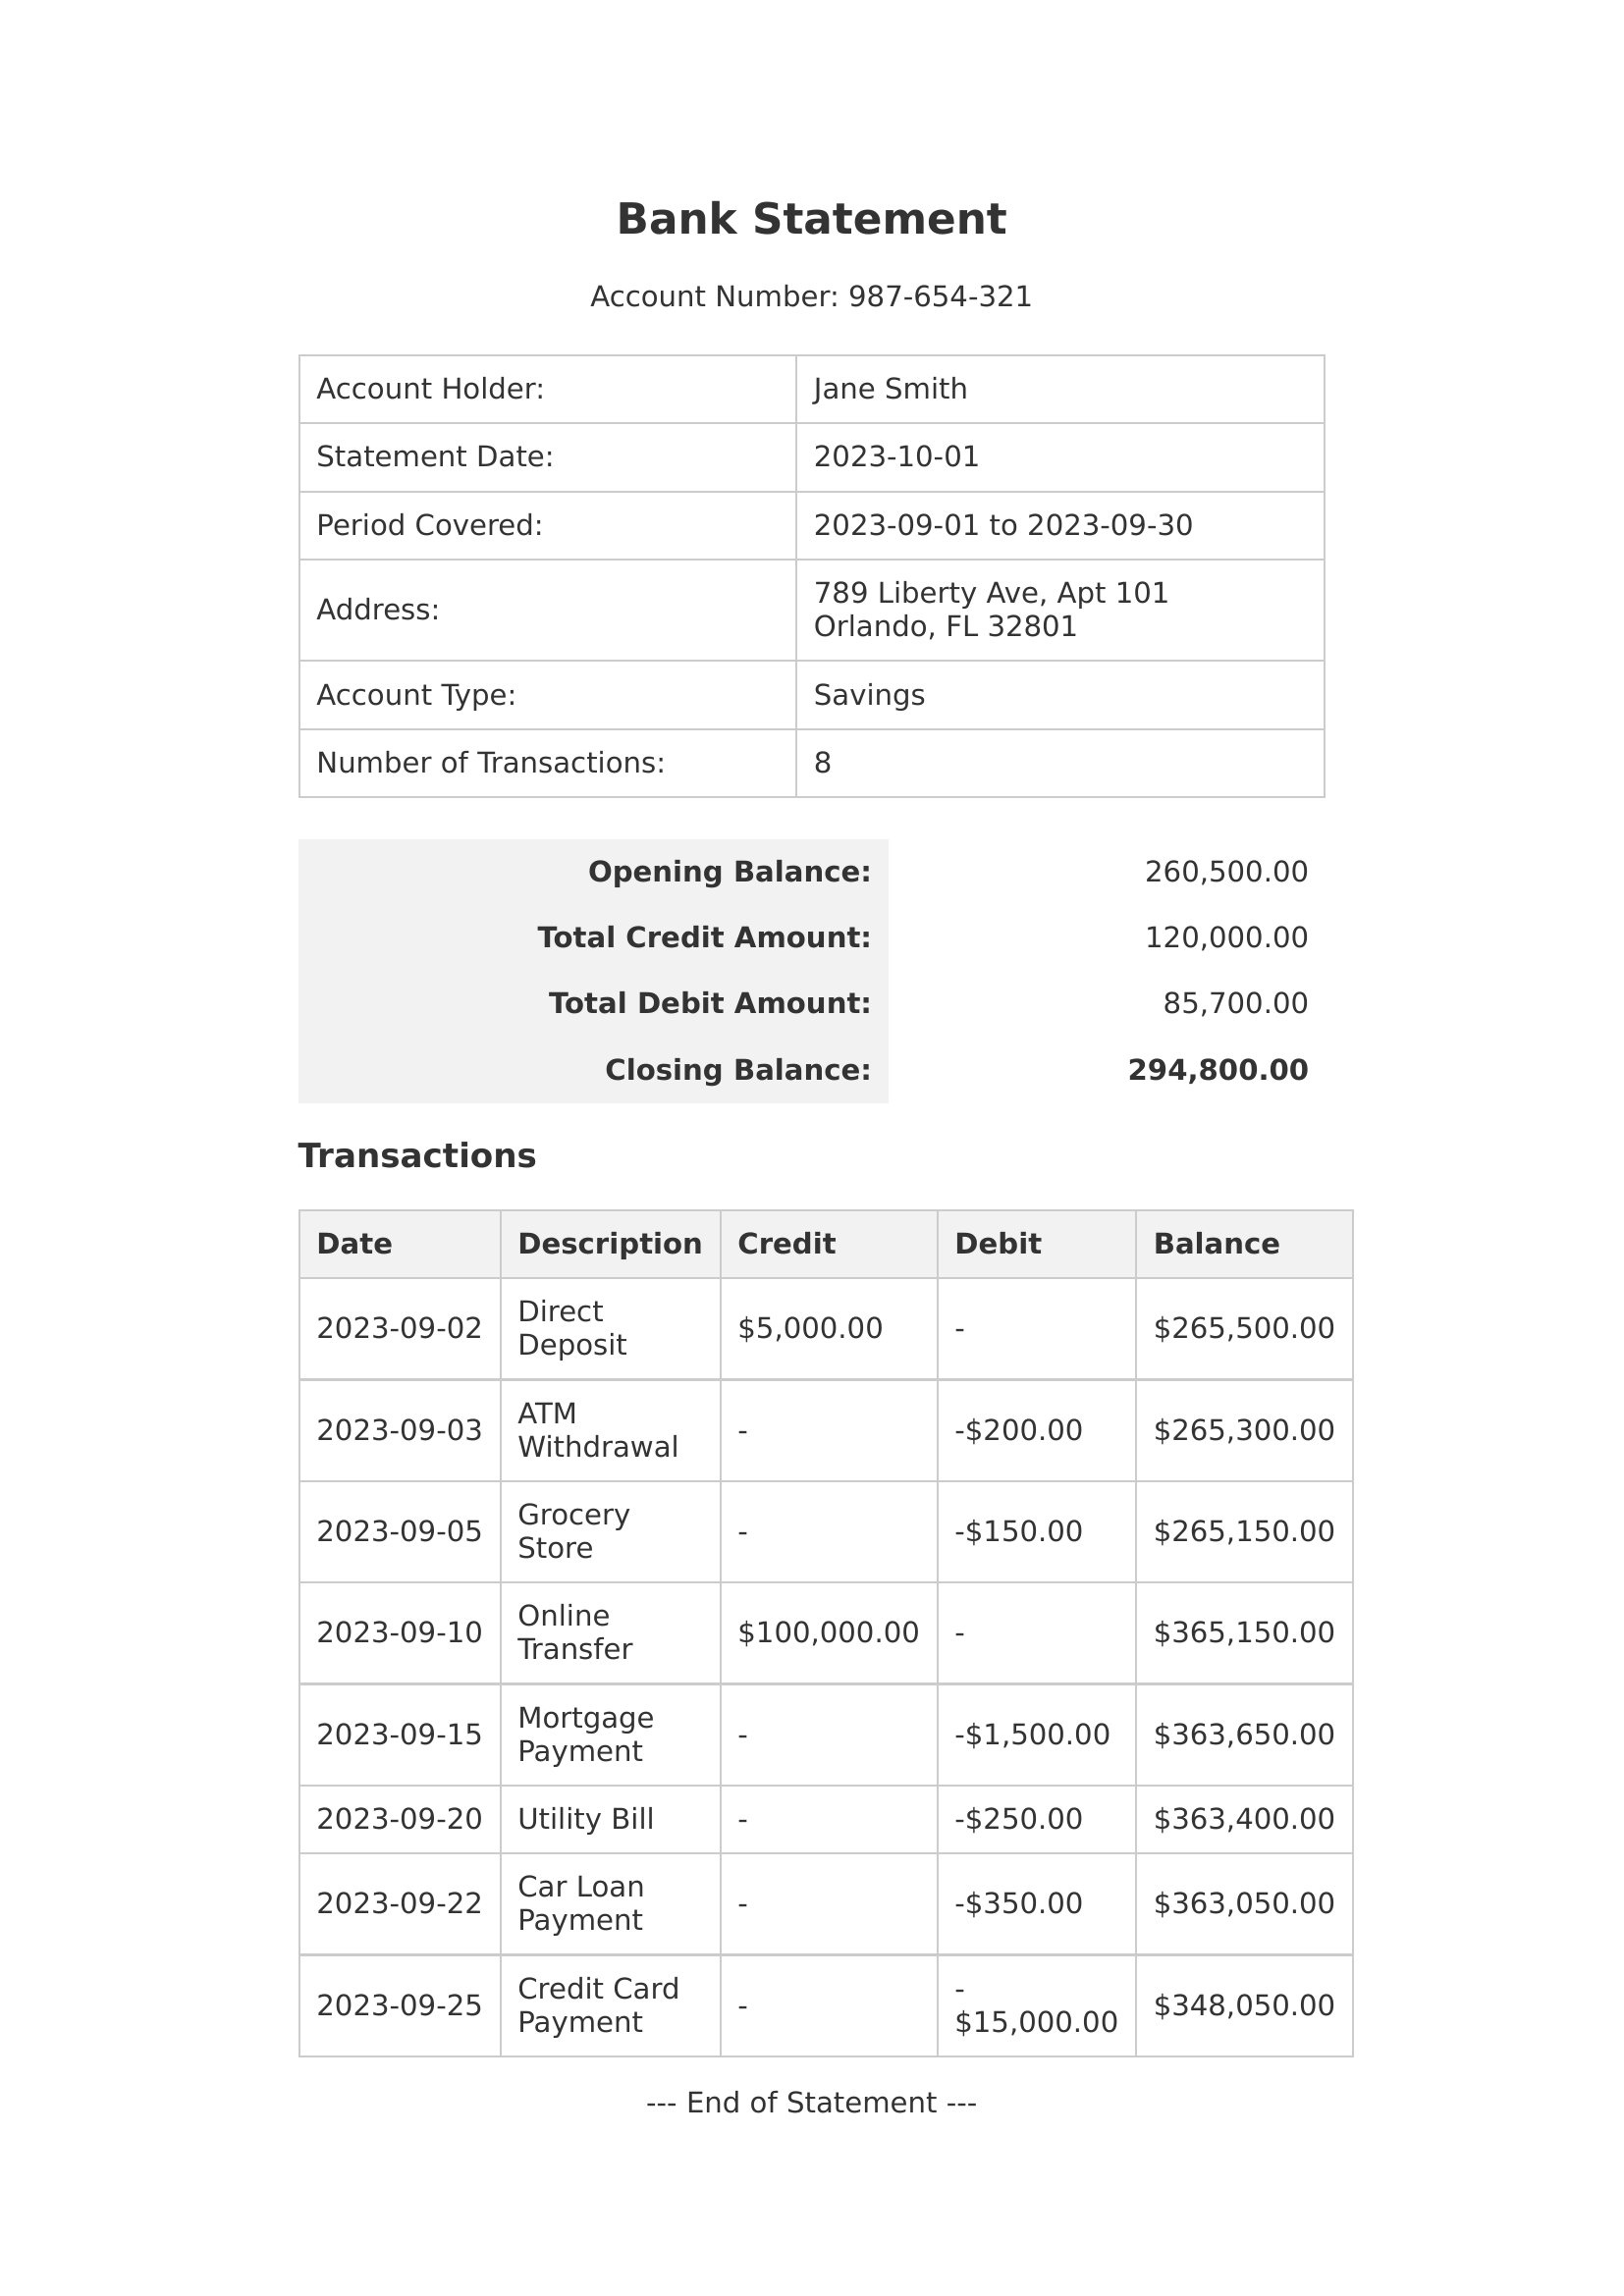 Bank Statement
Account Number: 987-654-321
Account Holder: Jane Smith
Statement Date: 2023-10-01
Period Covered: 2023-09-01 to 2023-09-30
Address: 789 Liberty Ave, Apt 101
Orlando, FL 32801
Account Type: Savings
Number of Transactions: 8
Opening Balance: 260,500.00
Total Credit Amount: 120,000.00
Total Debit Amount: 85,700.00
Closing Balance: 294,800.00
Transactions
Date Description Credit Debit Balance
2023-09-02 Direct Deposit $5,000.00 - $265,500.00
2023-09-03 ATM Withdrawal - -$200.00 $265,300.00
2023-09-05 Grocery Store - -$150.00 $265,150.00
2023-09-10 Online Transfer $100,000.00 - $365,150.00
2023-09-15 Mortgage Payment - -$1,500.00 $363,650.00
2023-09-20 Utility Bill - -$250.00 $363,400.00
2023-09-22 Car Loan Payment - -$350.00 $363,050.00
2023-09-25 Credit Card Payment - -$15,000.00 $348,050.00
--- End of Statement ---